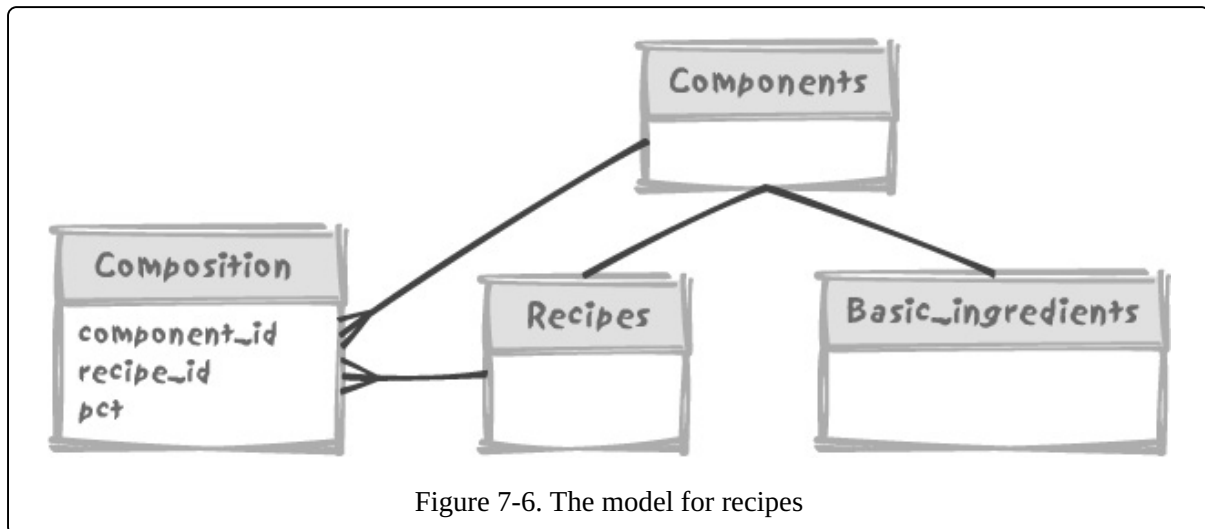 Components
Composition
component_id
recipe_id
pct
Recipes
Basic_ingredients
Figure 7-6. The model for recipes